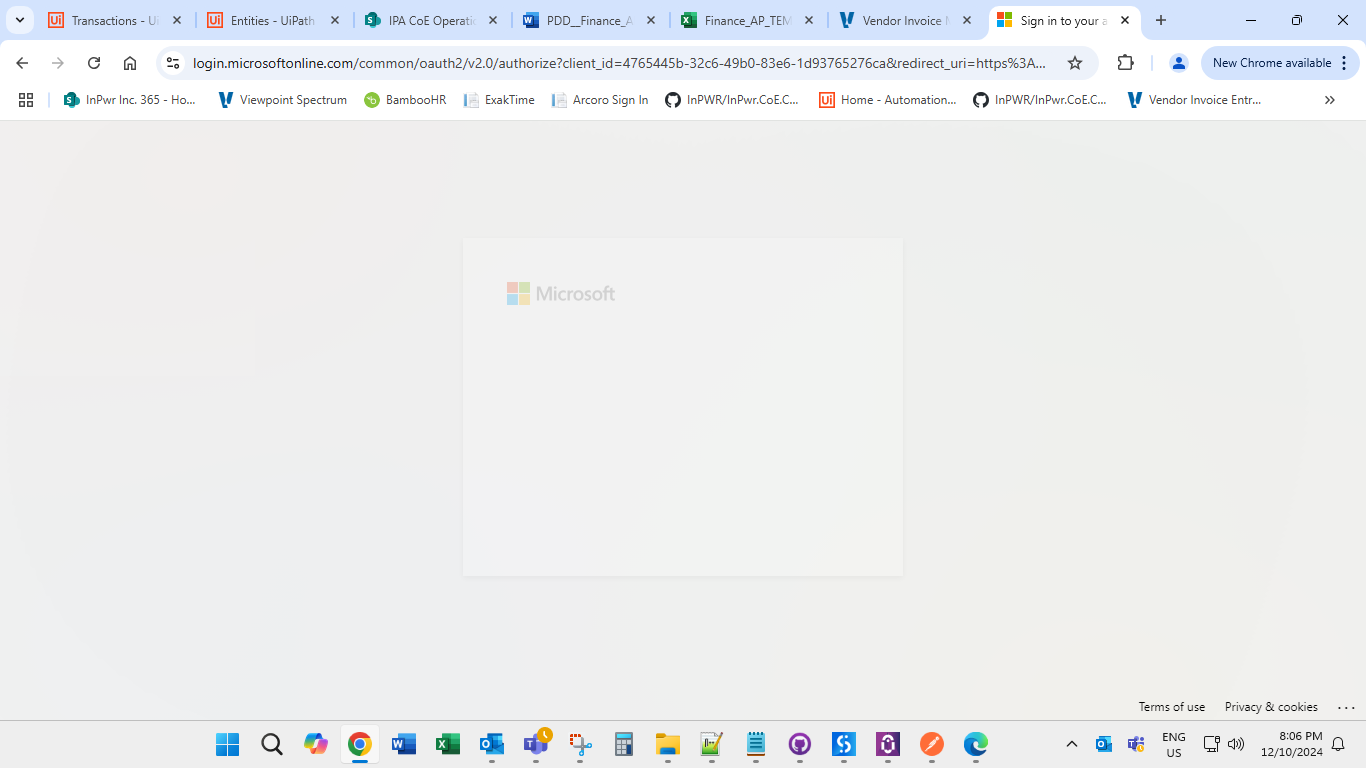 Transactions - Ui
Entities - UiPath
IPA CoE Operatic
PDD__Finance_A
Finance_AP_TEM
Vendor Invoice N
Sign in to your a
login.microsoftonline.com/common/oauth2/v2.0/authorize?client_id=4765445b-32c6-49b0-83e6-1d93765276ca&redirect_uri=https%3A...
New Chrome available
InPwr Inc. 365 - Ho...
Viewpoint Spectrum
BambooHR
ExakTime
Arcoro Sign In
InPWR/InPwr.CoE.C...
Home - Automation...
InPWR/InPwr.CoE.C...
Vendor Invoice Entr...
Microsoft
Terms of use
Privacy & cookies
ENG
US
8:06 PM
12/10/2024